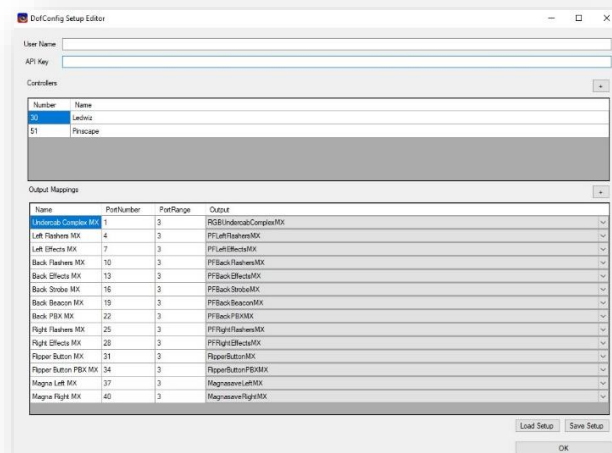 DofConfig Setup Editor
User Name
API Key
Controllers
+
Number Name
30 Ledwiz
51 Pinscape
Output Mappings
+
Name PortNumber PortRange Output
Undercab Complex MX 1 3 RGBUndercabComplexMX
Left Flashers MX 4 3 PFLeftFlashersMX
Left Effects MX 7 3 PFLeftEffectsMX
Back Flashers MX 10 3 PFBackFlashersMX
Back Effects MX 13 3 PFBackEffectsMX
Back Strobe MX 16 3 PFBackStrobeMX
Back Beacon MX 19 3 PFBackBeaconMX
Back PBX MX 22 3 PFBackPBXMX
Right Flashers MX 25 3 PFRightFlashersMX
Right Effects MX 28 3 PFRightEffectsMX
Flipper Button MX 31 3 FlipperButtonMX
Flipper Button PBX MX 34 3 FlipperButtonPBXMX
Magna Left MX 37 3 MagnasaveLeftMX
Magna Right MX 40 3 MagnasaveRightMX
Load Setup Save Setup
OK